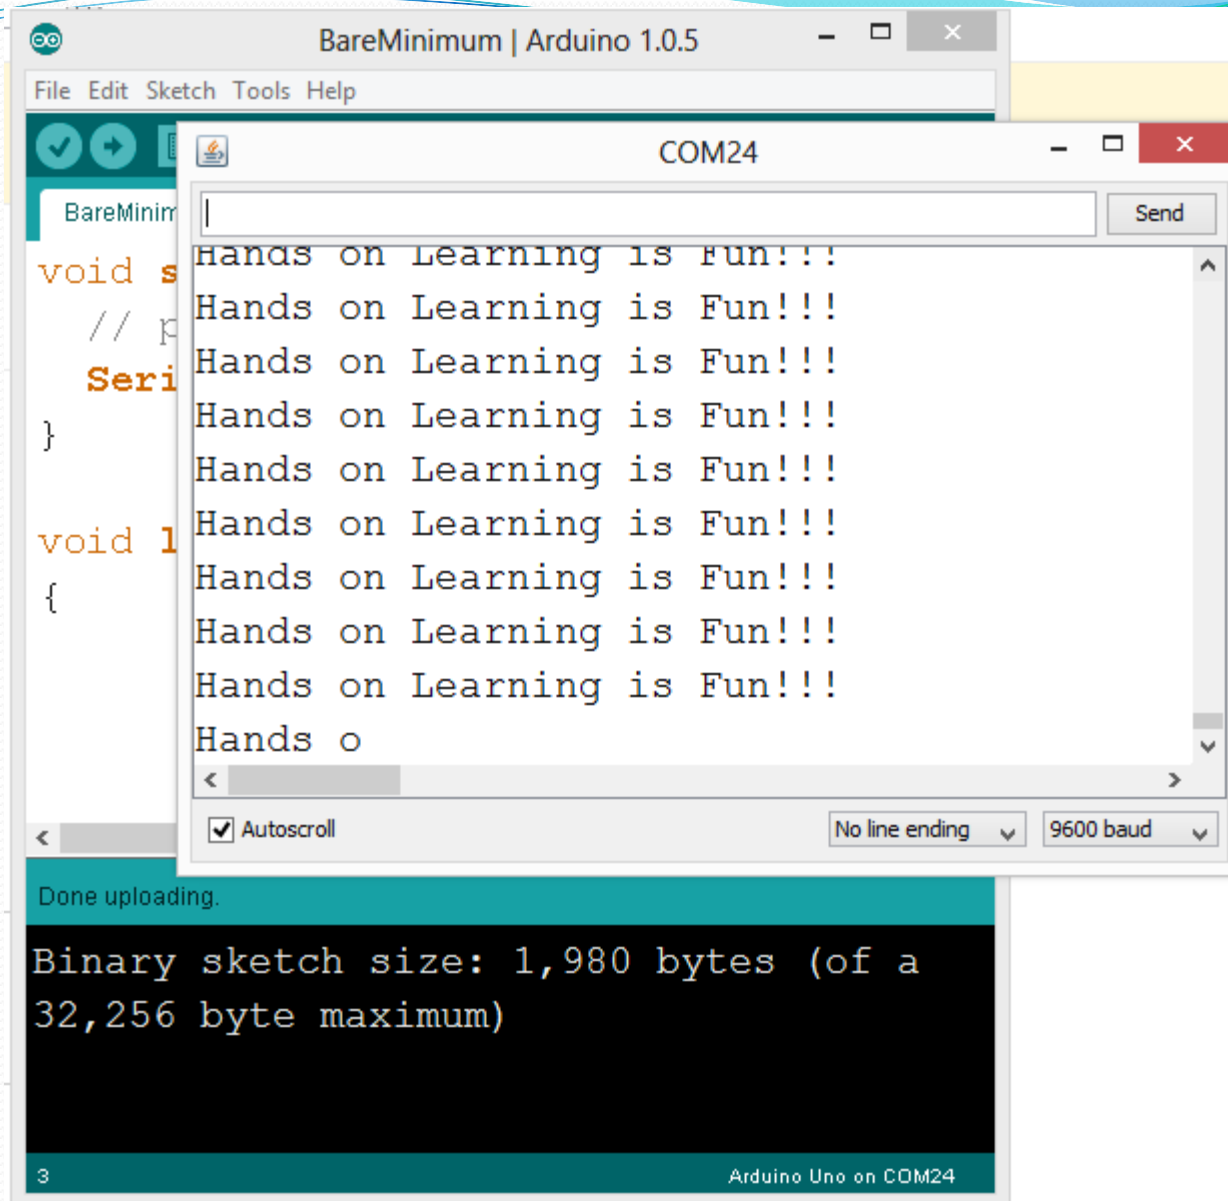 BareMinimum | Arduino 1.0.5
File Edit Sketch Tools Help
COM24
Send
BareMinim
void s
// p
Seri
}
void l
{
Hands on Learning is Fun!!!
Hands on Learning is Fun!!!
Hands on Learning is Fun!!!
Hands on Learning is Fun!!!
Hands on Learning is Fun!!!
Hands on Learning is Fun!!!
Hands on Learning is Fun!!!
Hands on Learning is Fun!!!
Hands on Learning is Fun!!!
Hands o
Autoscroll
No line ending
9600 baud
Done uploading.
Binary sketch size: 1,980 bytes (of a
32,256 byte maximum)
3
Arduino Uno on COM24